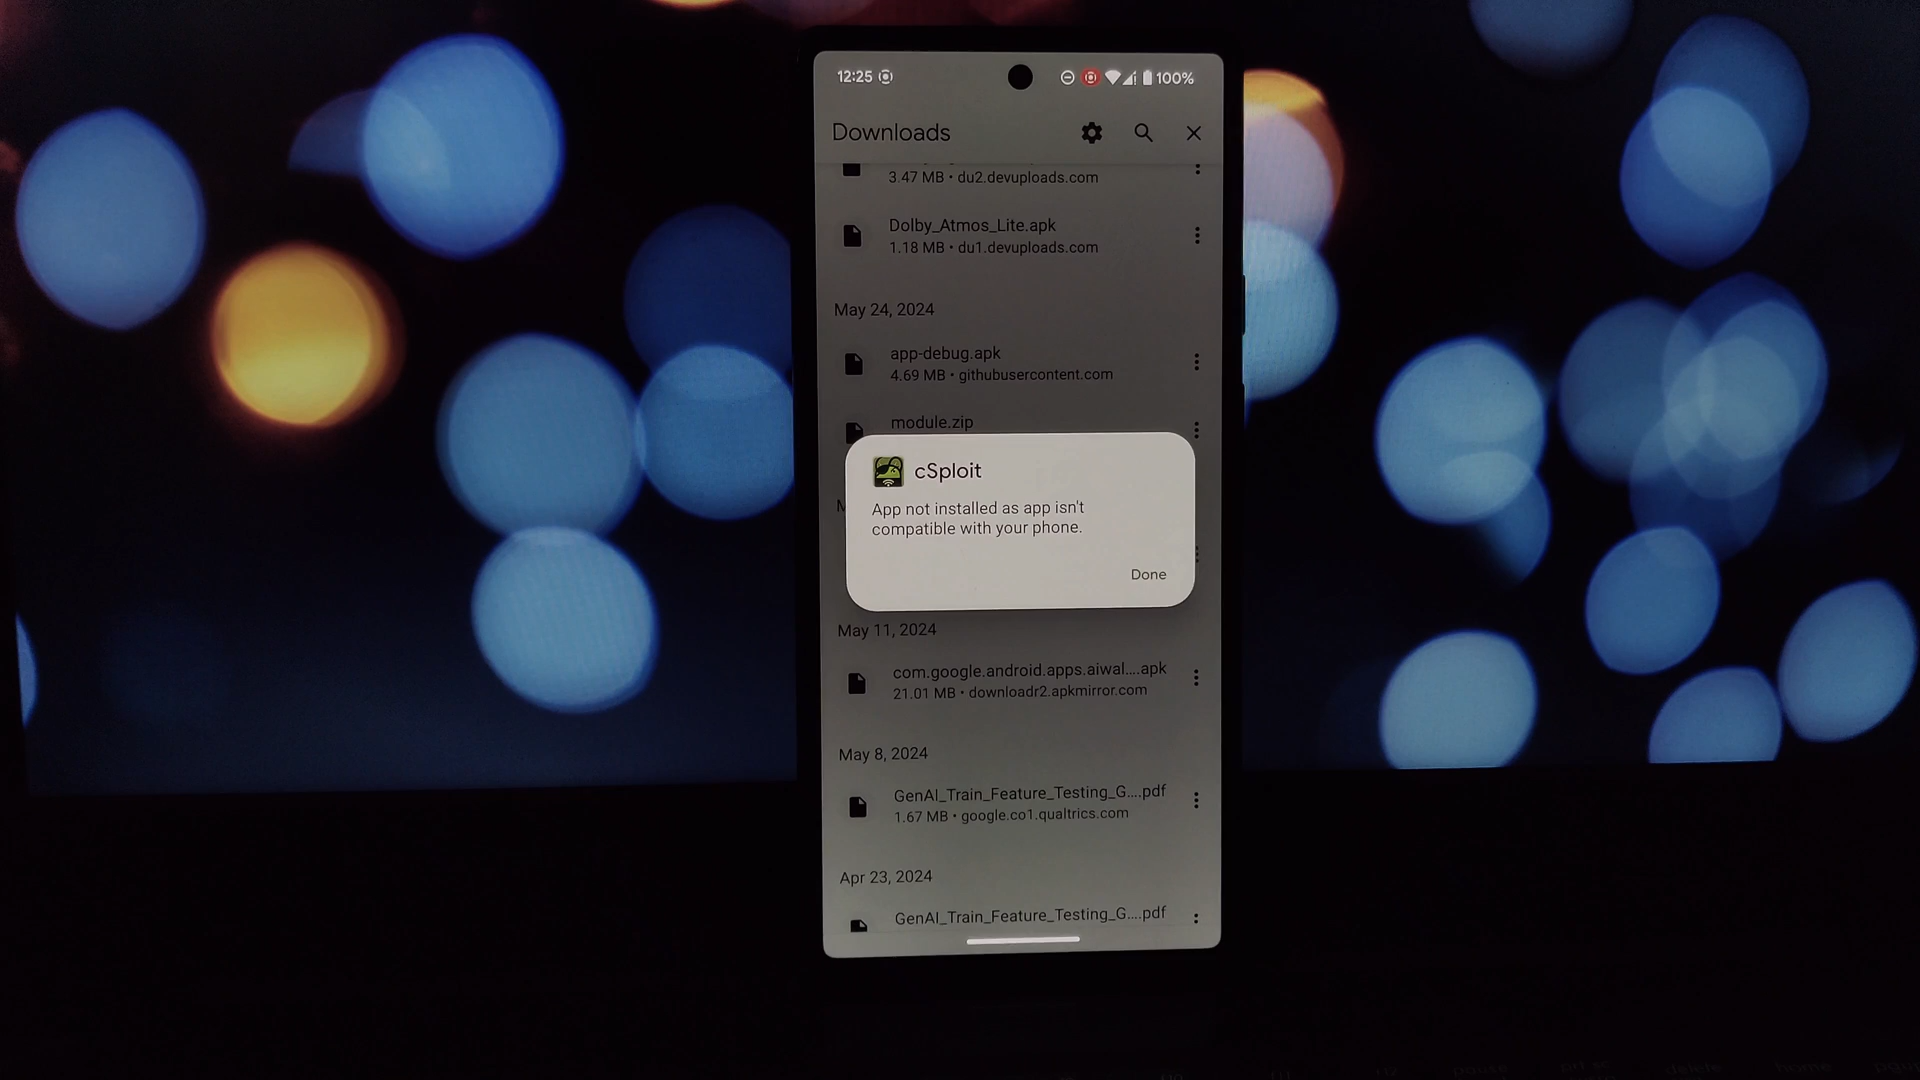 12:25
100%
Downloads
3.47 MB • du2.devuploads.com
Dolby_Atmos_Lite.apk
1.18 MB • du1.devuploads.com
May 24, 2024
app-debug.apk
4.69 MB • githubusercontent.com
module.zip
cSploit
App not installed as app isn't
compatible with your phone.
Done
May 11, 2024
com.google.android.apps.aiwal....apk
21.01 MB • downloadr2.apkmirror.com
May 8, 2024
GenAI_Train_Feature_Testing_G....pdf
1.67 MB • google.co1.qualtrics.com
Apr 23, 2024
GenAI_Train_Feature_Testing_G....pdf